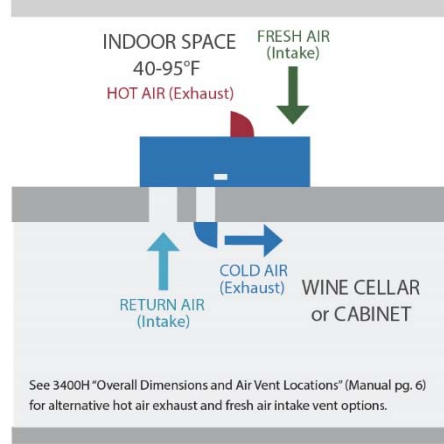 INDOOR SPACE
40-95°F
HOT AIR (Exhaust)
FRESH AIR
(Intake)
COLD AIR
(Exhaust)
RETURN AIR
(Intake)
WINE CELLAR
or CABINET
See 3400H "Overall Dimensions and Air Vent Locations" (Manual pg. 6)
for alternative hot air exhaust and fresh air intake vent options.